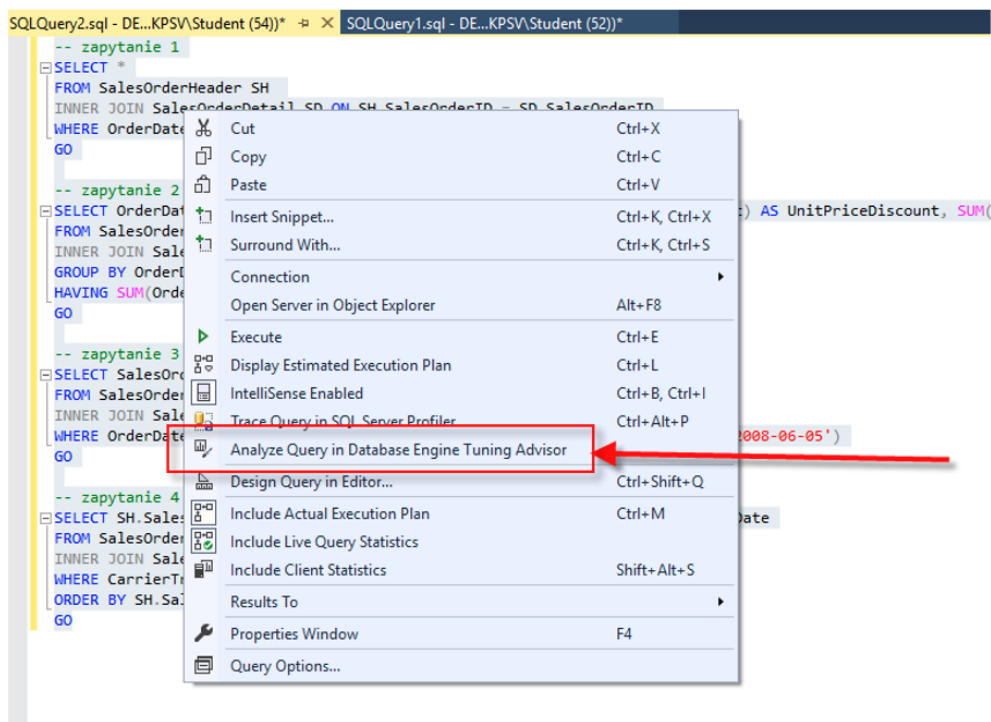 SQLQuery2.sql - DE...KPSV\Student (54))* SQLQuery1.sql - DE...KPSV\Student (52))*
-- zapytanie 1
SELECT *
FROM SalesOrderHeader SH
INNER JOIN SalesOrderDetail SD ON SH.SalesOrderID = SD.SalesOrderID
WHERE OrderDate
GO
-- zapytanie 2
SELECT OrderDat ) AS UnitPriceDiscount, SUM(
FROM SalesOrder
INNER JOIN Sale
GROUP BY OrderD
HAVING SUM(Orde
GO
-- zapytanie 3
SELECT SalesOrd
FROM SalesOrder
INNER JOIN Sale
WHERE OrderDate 2008-06-05')
GO
-- zapytanie 4
SELECT SH.Sales Date
FROM SalesOrder
INNER JOIN Sale
WHERE CarrierTr
ORDER BY SH.Sal
GO
Cut Ctrl+X
Copy Ctrl+C
Paste Ctrl+V
Insert Snippet... Ctrl+K, Ctrl+X
Surround With... Ctrl+K, Ctrl+S
Connection
Open Server in Object Explorer Alt+F8
Execute Ctrl+E
Display Estimated Execution Plan Ctrl+L
IntelliSense Enabled Ctrl+B, Ctrl+I
Trace Query in SQL Server Profiler Ctrl+Alt+P
Analyze Query in Database Engine Tuning Advisor
Design Query in Editor... Ctrl+Shift+Q
Include Actual Execution Plan Ctrl+M
Include Live Query Statistics
Include Client Statistics Shift+Alt+S
Results To
Properties Window F4
Query Options...